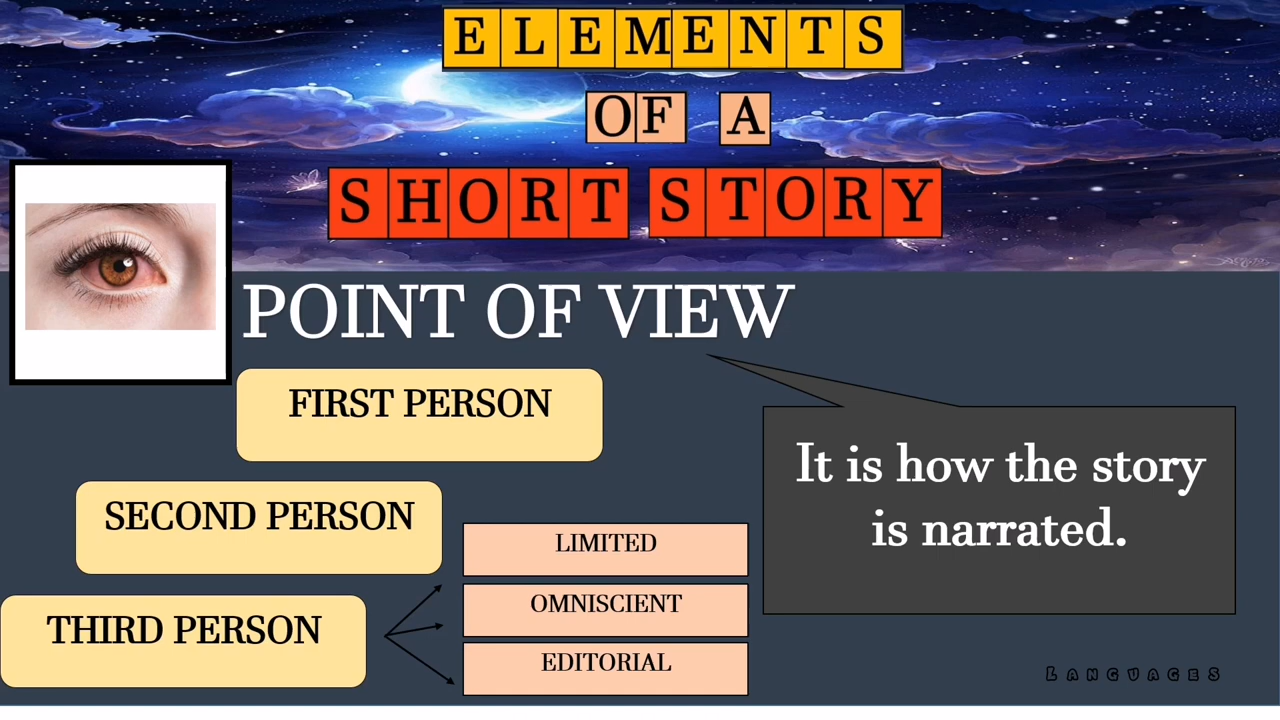 ELEMENTS
OF A
SHORT STORY
POINT OF VIEW
FIRST PERSON
It is how the story
is narrated.
SECOND PERSON
LIMITED
OMNISCIENT
THIRD PERSON
EDITORIAL
LANGUAGES